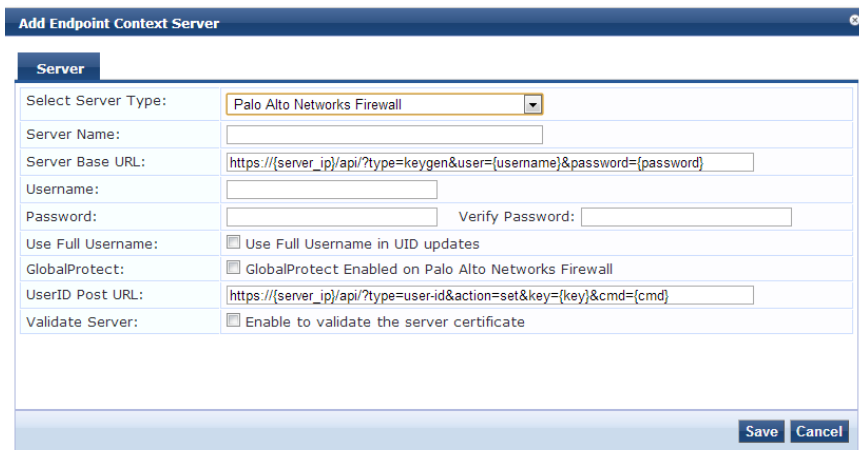 Add Endpoint Context Server
Server
Select Server Type: Palo Alto Networks Firewall
Server Name:
Server Base URL: https://{server_ip}/api/?type=keygen&user={username}&password={password}
Username:
Password: Verify Password:
Use Full Username: Use Full Username in UID updates
GlobalProtect: GlobalProtect Enabled on Palo Alto Networks Firewall
UserID Post URL: https://{server_ip}/api/?type=user-id&action=set&key={key}&cmd={cmd}
Validate Server: Enable to validate the server certificate
Save Cancel